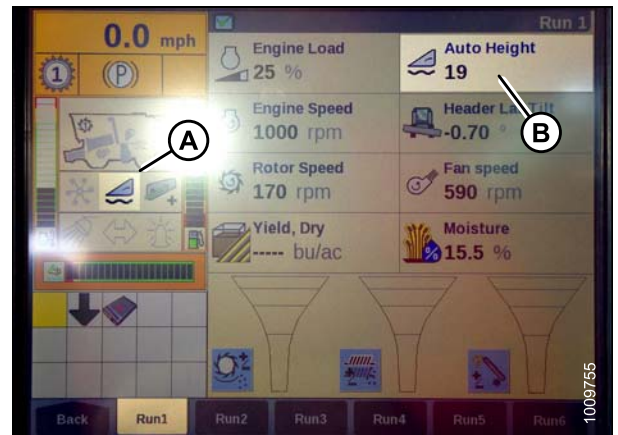 0.0 mph
Run 1
1
(P)
Engine Load
25 %
Auto Height
19
Engine Speed
1000 rpm
Header Lat Tilt
-0.70 °
A
B
Rotor Speed
170 rpm
Fan speed
590 rpm
Yield, Dry
----- bu/ac
Moisture
15.5 %
Back
Run1
Run2
Run3
Run4
Run5
Run6
1009755